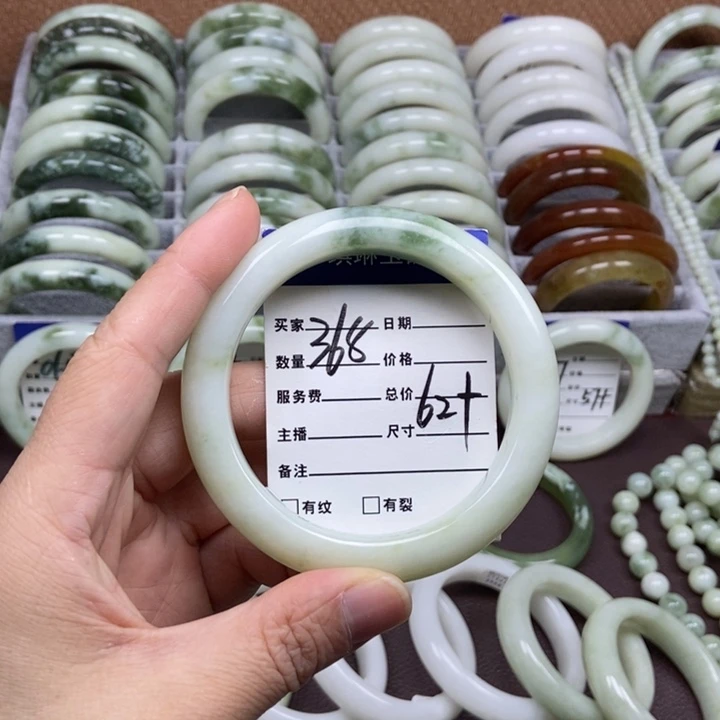 买家 368 日期
数量 价格
服务费 总价 62+
主播 尺寸
备注
有纹 有裂
57+